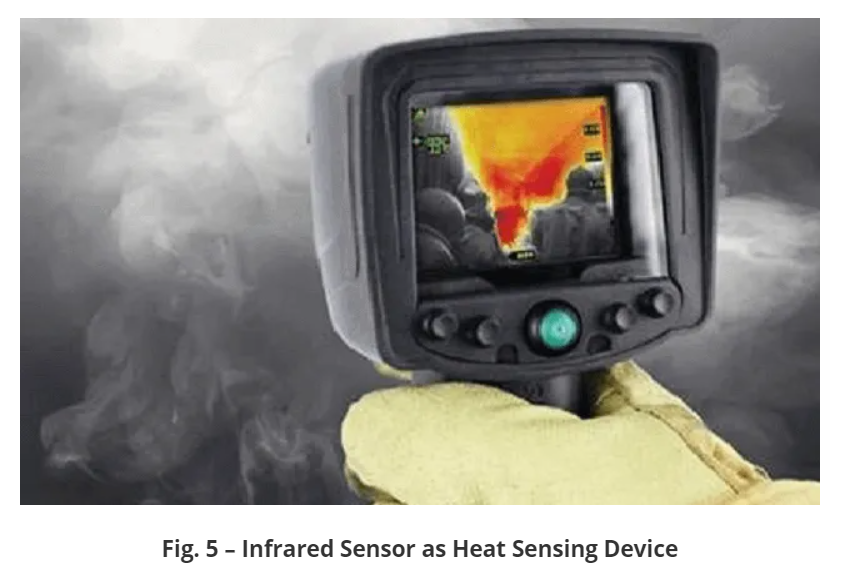 Fig. 5 – Infrared Sensor as Heat Sensing Device